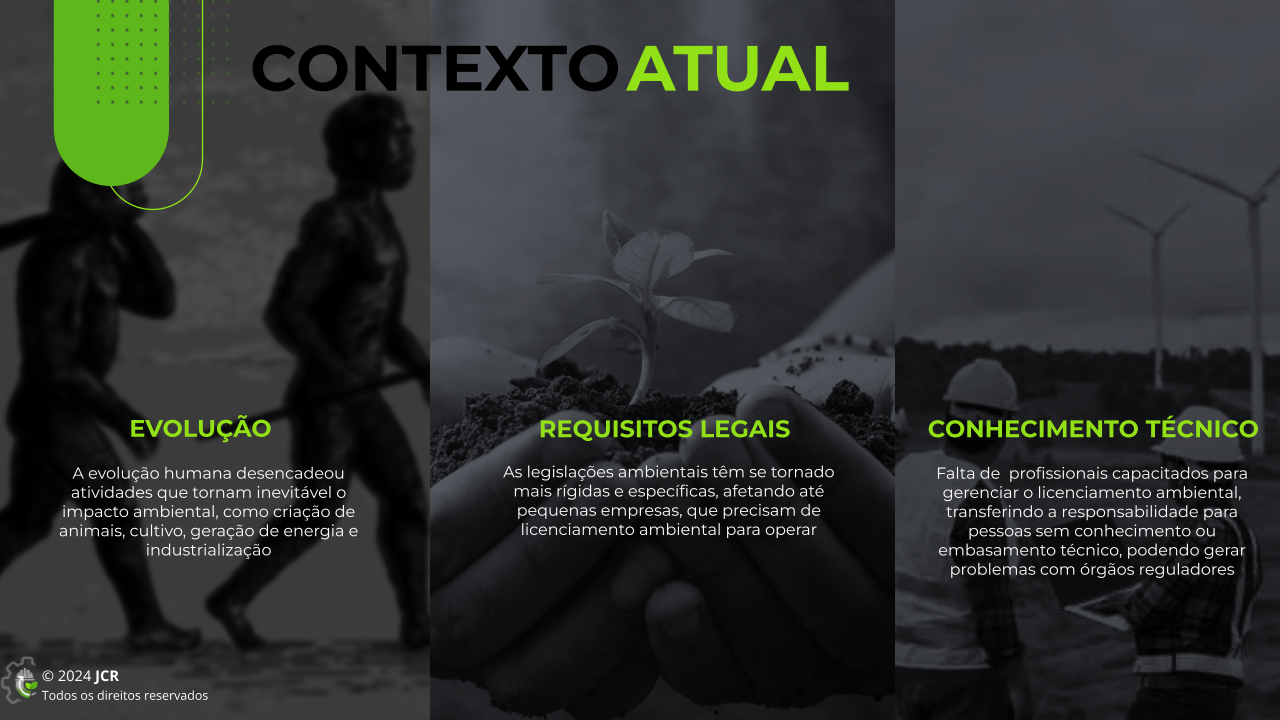 CONTEXTO ATUAL
EVOLUÇÃO
A evolução humana desencadeou
atividades que tornam inevitável o
impacto ambiental, como criação de
animais, cultivo, geração de energia e
industrialização
REQUISITOS LEGAIS
As legislações ambientais têm se tornado
mais rígidas e específicas, afetando até
pequenas empresas, que precisam de
licenciamento ambiental para operar
CONHECIMENTO TÉCNICO
Falta de  profissionais capacitados para
gerenciar o licenciamento ambiental,
transferindo a responsabilidade para
pessoas sem conhecimento ou
embasamento técnico, podendo gerar
problemas com órgãos reguladores
© 2024 JCR
Todos os direitos reservados